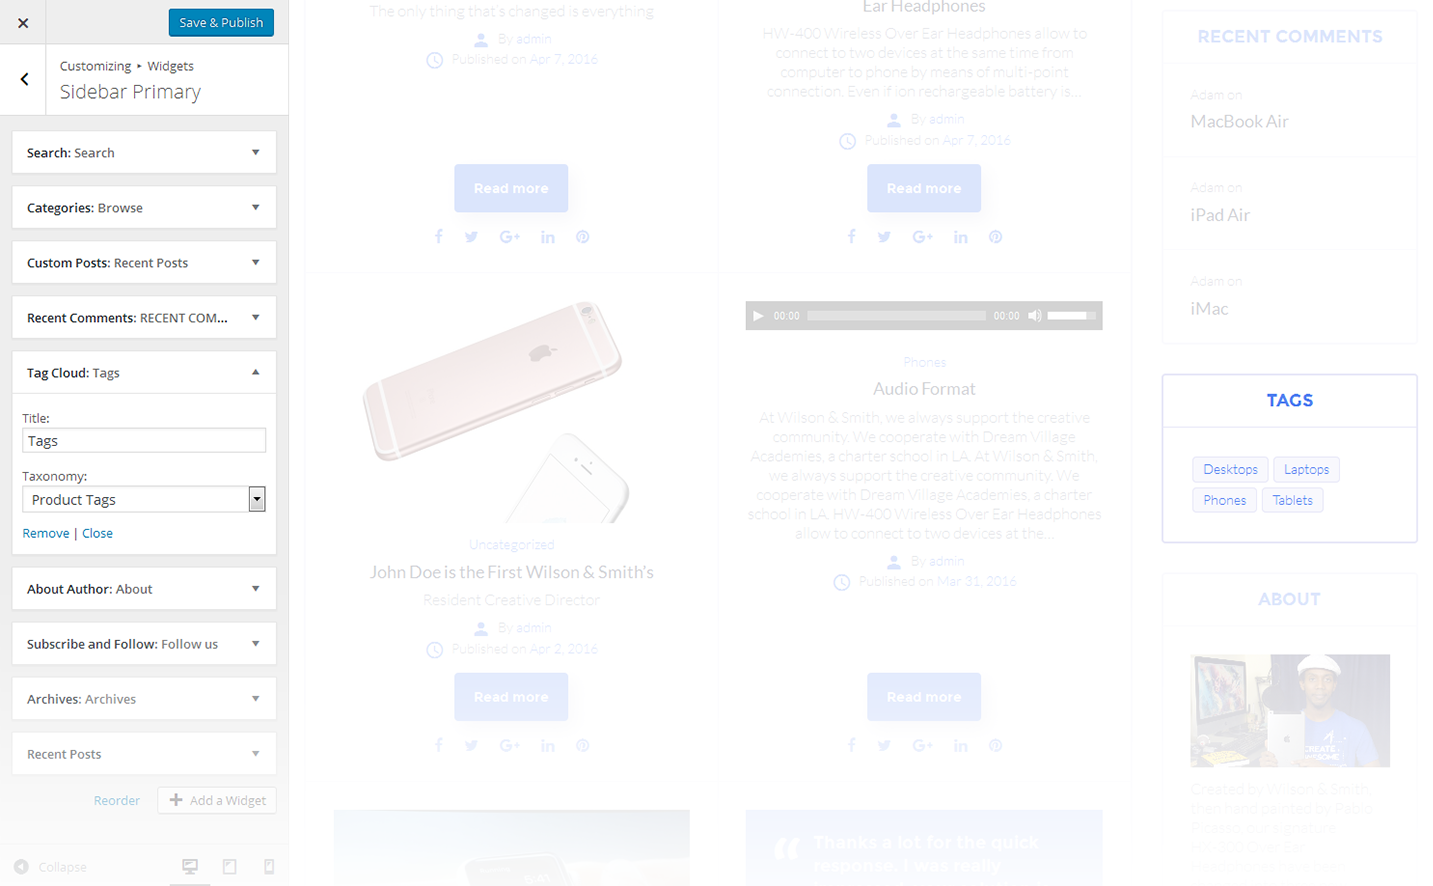 Save & Publish
Customizing ▸ Widgets
Sidebar Primary
Search: Search
Categories: Browse
Custom Posts: Recent Posts
Recent Comments: RECENT COM...
Tag Cloud: Tags
Title:
Tags
Taxonomy:
Product Tags
Remove | Close
About Author: About
Subscribe and Follow: Follow us
Archives: Archives
Recent Posts
Reorder
Add a Widget
Collapse
The only thing that's changed is everything
By admin
Published on Apr 7, 2016
Read more
Uncategorized
John Doe is the First Wilson & Smith's
Resident Creative Director
By admin
Published on Apr 2, 2016
Read more
Ear Headphones
HW-400 Wireless Over Ear Headphones allow to
connect to two devices at the same time from
computer to phone by means of multi-point
connection. Even if Ion rechargeable battery is...
By admin
Published on Apr 7, 2016
Read more
00:00
00:00
Phones
Audio Format
At Wilson & Smith, we always support the creative
community. We cooperate with Dream Village
Academies, a charter school in LA. At Wilson & Smith,
we always support the creative community. We
cooperate with Dream Village Academies, a charter
school in LA. HW-400 Wireless Over Ear Headphones
allow to connect to two devices at the...
By admin
Published on Mar 31, 2016
Read more
Thanks a lot for the quick
response. I was really
RECENT COMMENTS
Adam on
MacBook Air
Adam on
iPad Air
Adam on
iMac
TAGS
Desktops
Laptops
Phones
Tablets
ABOUT
CREATE
Created by Wilson & Smith
then hand painted by Pablo
Picasso, our signature
HW300 Over Ear